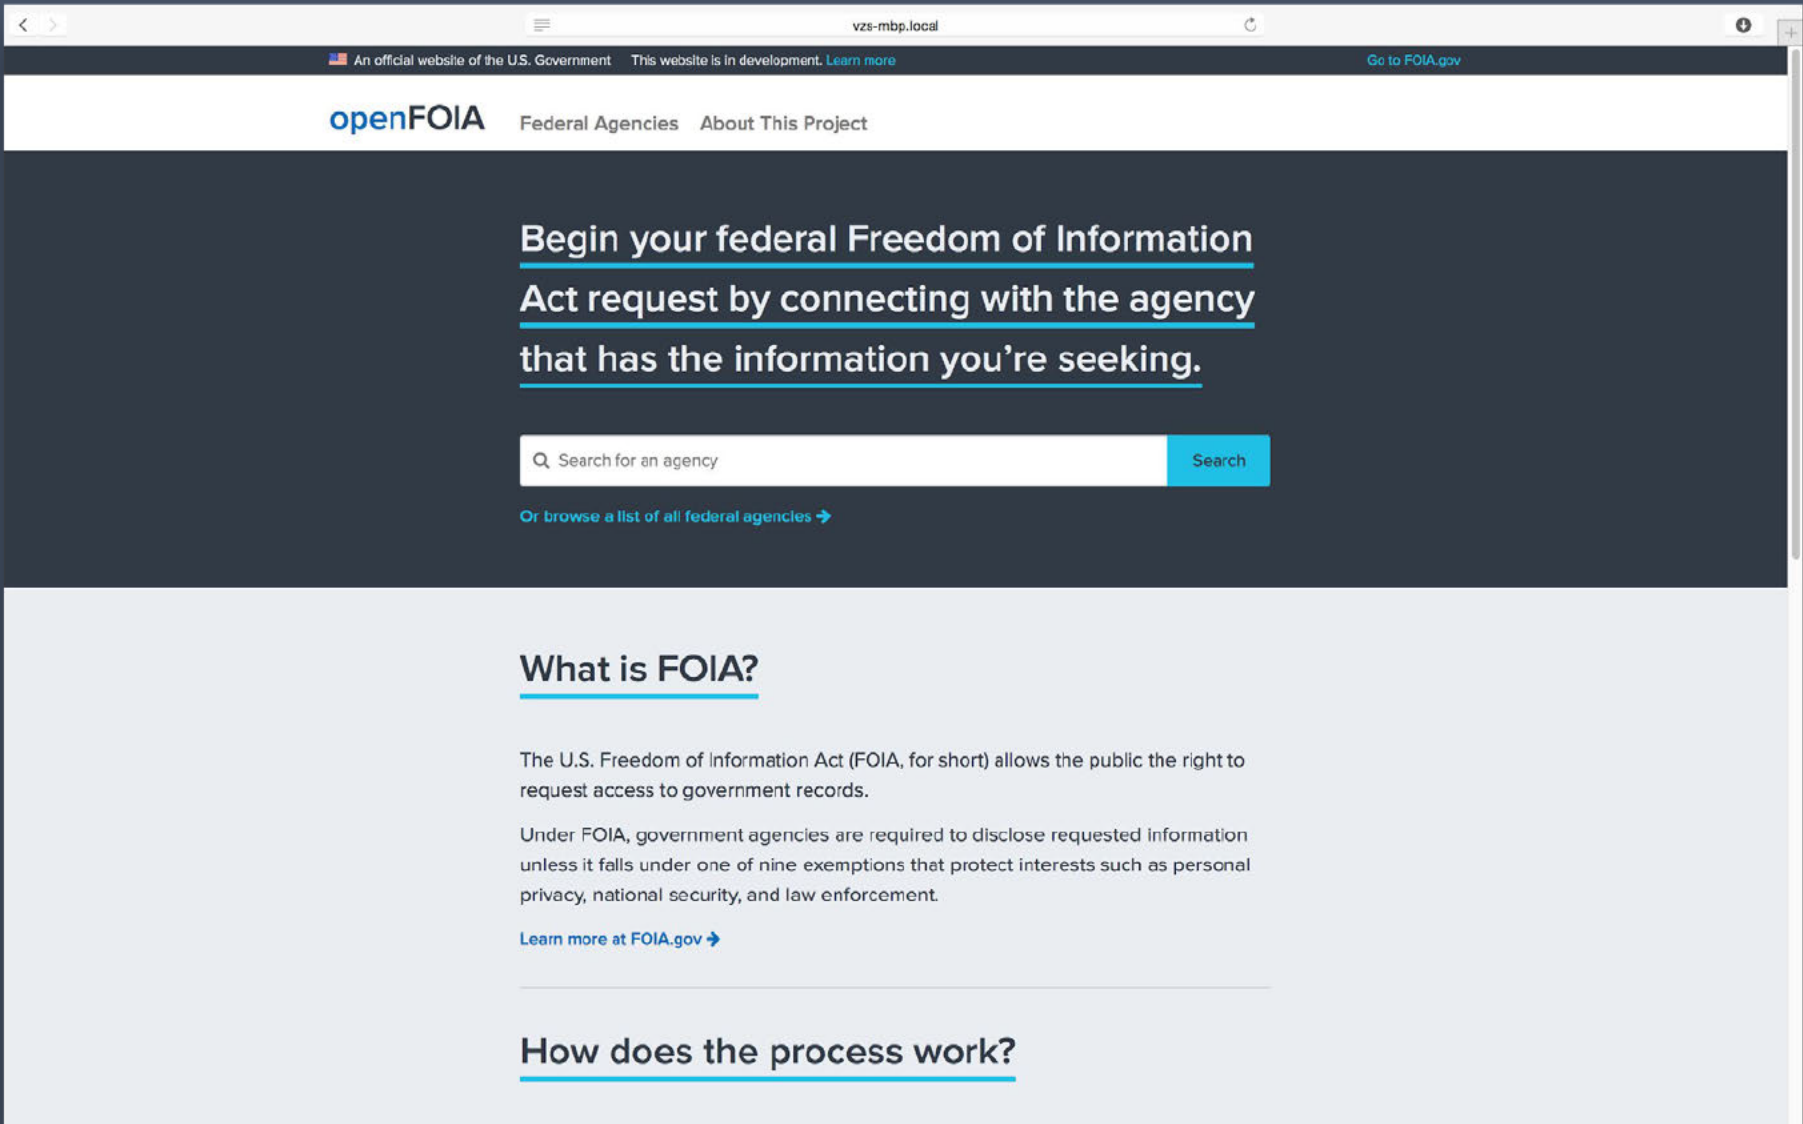 vzs-mbp.local
An official website of the U.S. Government This website is in development. Learn more Go to FOIA.gov
openFOIA Federal Agencies About This Project
Begin your federal Freedom of Information
Act request by connecting with the agency
that has the information you’re seeking.
Search for an agency Search
Or browse a list of all federal agencies
What is FOIA?
The U.S. Freedom of Information Act (FOIA, for short) allows the public the right to
request access to government records.
Under FOIA, government agencies are required to disclose requested information
unless it falls under one of nine exemptions that protect interests such as personal
privacy, national security, and law enforcement.
Learn more at FOIA.gov
How does the process work?